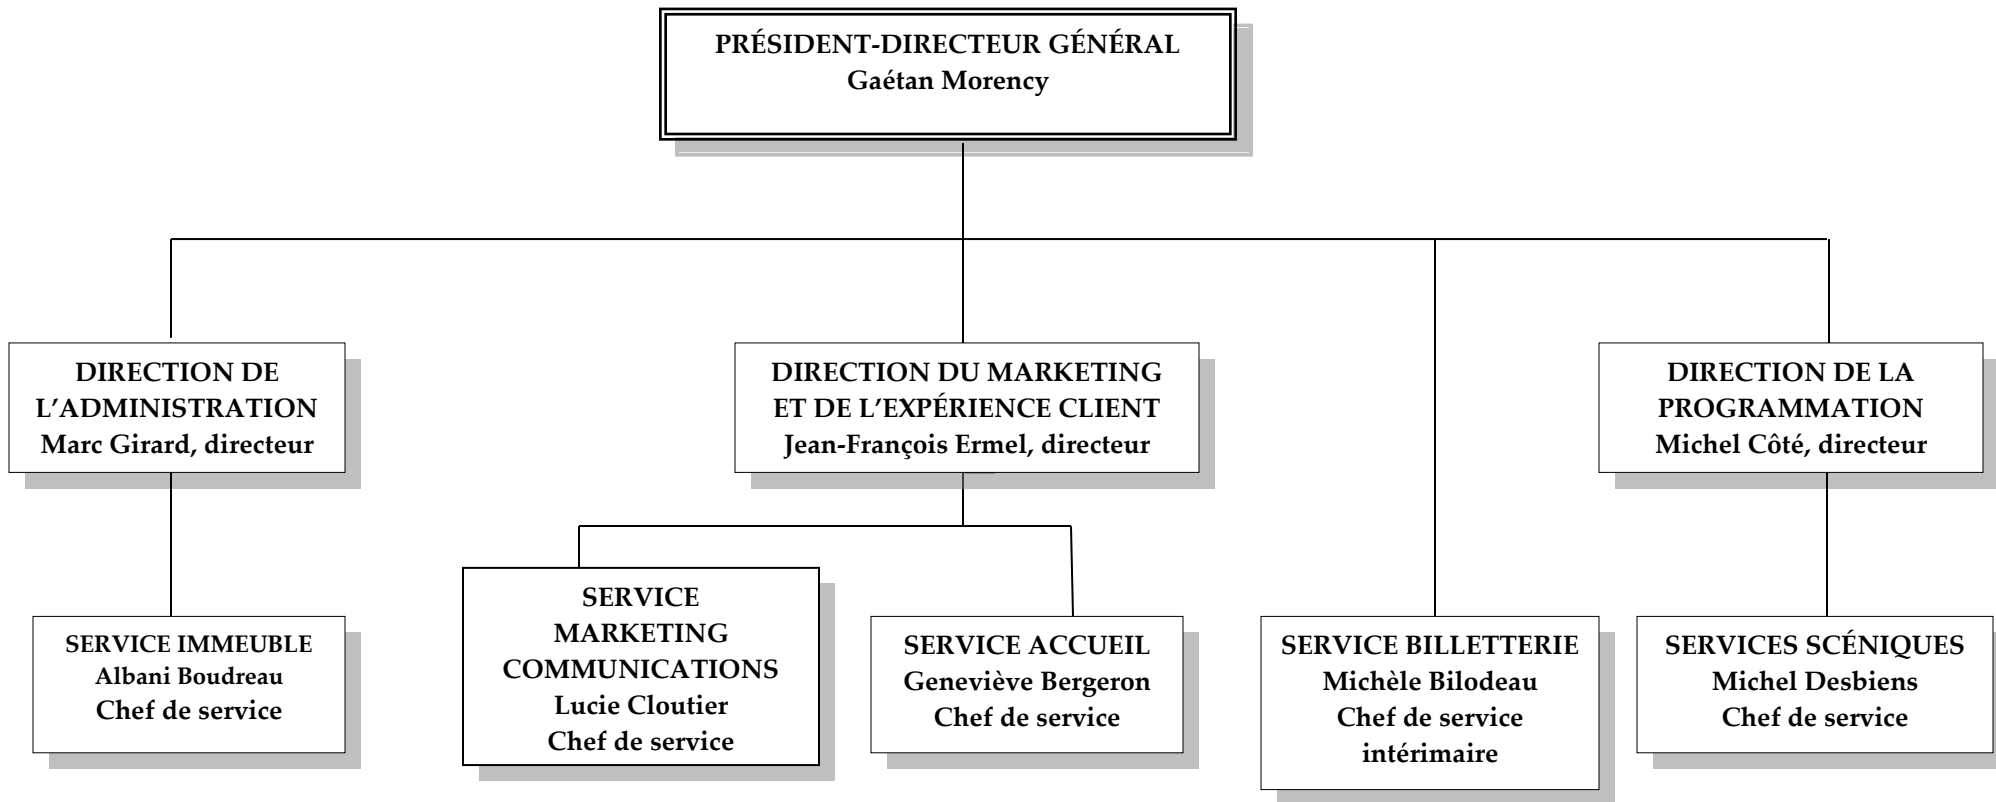 PRÉSIDENT-DIRECTEUR GÉNÉRAL
Gaétan Morency
DIRECTION DE
L’ADMINISTRATION
Marc Girard, directeur
DIRECTION DU MARKETING
ET DE L’EXPÉRIENCE CLIENT
Jean-François Ermel, directeur
DIRECTION DE LA
PROGRAMMATION
Michel Côté, directeur
SERVICE IMMEUBLE
Albani Boudreau
Chef de service
SERVICE
MARKETING
COMMUNICATIONS
Lucie Cloutier
Chef de service
SERVICE ACCUEIL
Geneviève Bergeron
Chef de service
SERVICE BILLETTERIE
Michèle Bilodeau
Chef de service
intérimaire
SERVICES SCÉNIQUES
Michel Desbiens
Chef de service